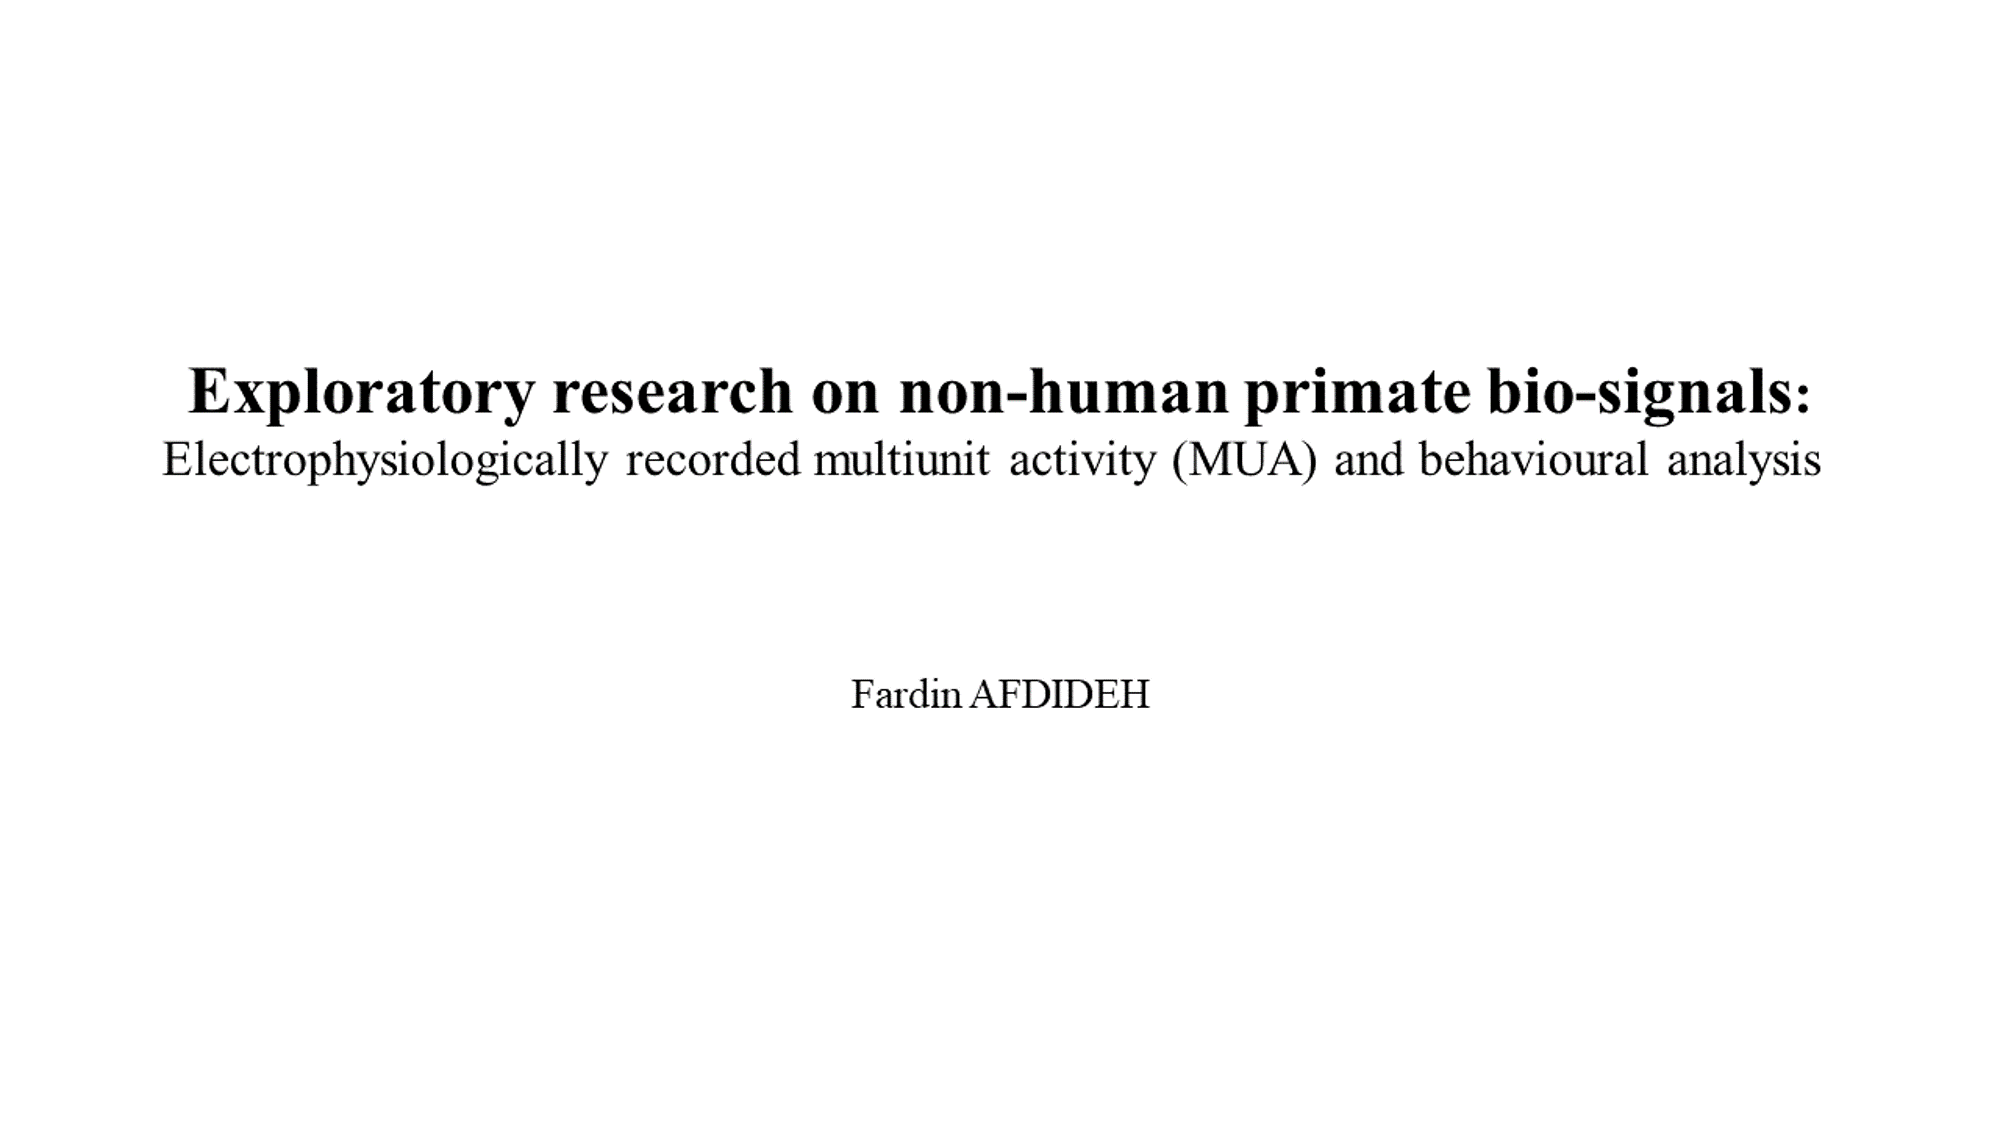 Exploratory research on non-human primate bio-signals:
Electrophysiologically recorded multiunit activity (MUA) and behavioural analysis
Fardin AFDIDEH